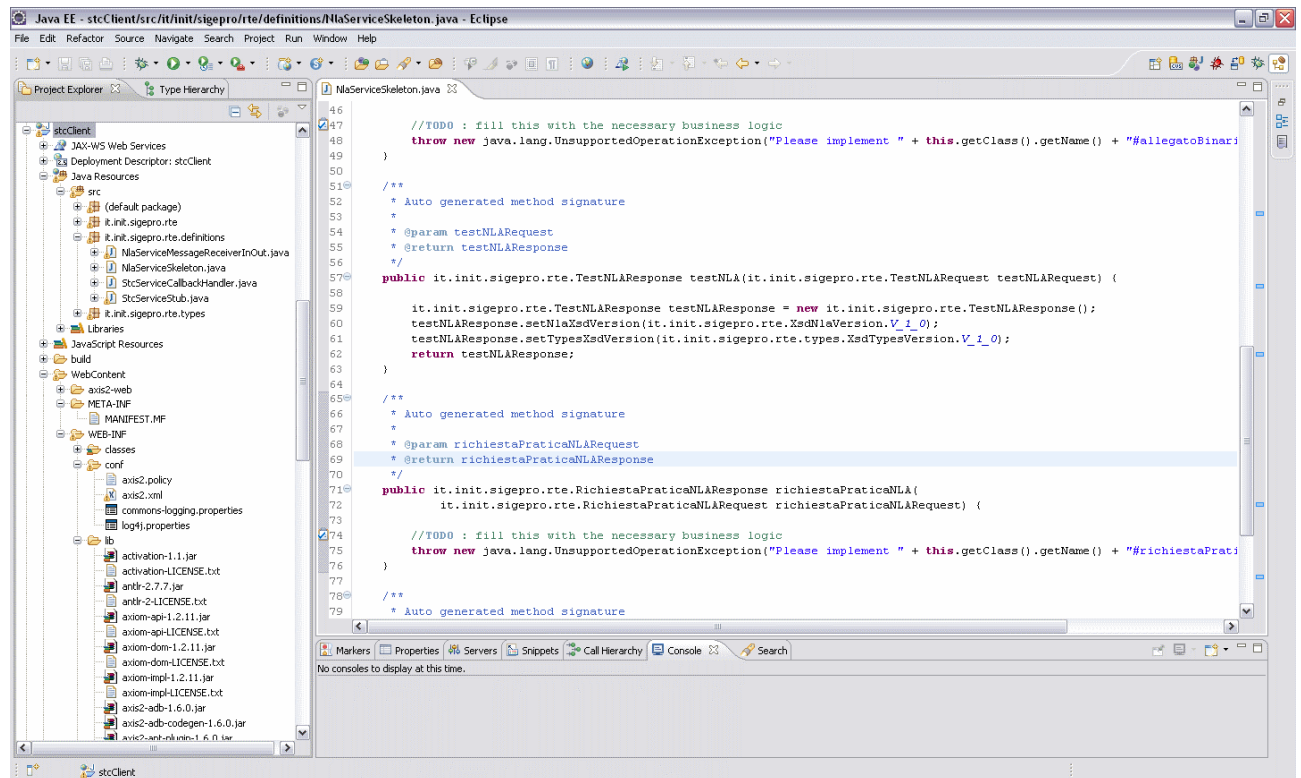 Java EE - stcClient/src/it/init/sigepro/rte/definitions/NlaServiceSkeleton.java - Eclipse
File Edit Refactor Source Navigate Search Project Run Window Help
Project Explorer Type Hierarchy
stcClient
JAX-WS Web Services
Deployment Descriptor: stcClient
Java Resources
src
(default package)
it.init.sigepro.rte
it.init.sigepro.rte.definitions
NlaServiceMessageReceiverInOut.java
NlaServiceSkeleton.java
StcServiceCallbackHandler.java
StcServiceStub.java
it.init.sigepro.rte.types
Libraries
JavaScript Resources
build
WebContent
axis2-web
META-INF
MANIFEST.MF
WEB-INF
classes
conf
axis2.policy
axis2.xml
commons-logging.properties
log4j.properties
lib
activation-1.1.jar
activation-LICENSE.txt
antlr-2.7.7.jar
antlr-2-LICENSE.txt
axiom-api-1.2.11.jar
axiom-api-LICENSE.txt
axiom-dom-1.2.11.jar
axiom-dom-LICENSE.txt
axiom-impl-1.2.11.jar
axiom-impl-LICENSE.txt
axis2-adb-1.6.0.jar
axis2-adb-codegen-1.6.0.jar
axis2-ant-plugin-1.6.0.jar
NlaServiceSkeleton.java
46
47 //TODO : fill this with the necessary business logic
48 throw new java.lang.UnsupportedOperationException("Please implement " + this.getClass().getName() + "#allegatoBinari
49 }
50
51 /**
52 * Auto generated method signature
53 *
54 * @param testNLARequest
55 * @return testNLAResponse
56 */
57 public it.init.sigepro.rte.TestNLAResponse testNLA(it.init.sigepro.rte.TestNLARequest testNLARequest) {
58
59 it.init.sigepro.rte.TestNLAResponse testNLAResponse = new it.init.sigepro.rte.TestNLAResponse();
60 testNLAResponse.setNlaXsdVersion(it.init.sigepro.rte.XsdNlaVersion.V_1_0);
61 testNLAResponse.setTypesXsdVersion(it.init.sigepro.rte.types.XsdTypesVersion.V_1_0);
62 return testNLAResponse;
63 }
64
65 /**
66 * Auto generated method signature
67 *
68 * @param richiestaPraticaNLARequest
69 * @return richiestaPraticaNLAResponse
70 */
71 public it.init.sigepro.rte.RichiestaPraticaNLAResponse richiestaPraticaNLA(
72 it.init.sigepro.rte.RichiestaPraticaNLARequest richiestaPraticaNLARequest) {
73
74 //TODO : fill this with the necessary business logic
75 throw new java.lang.UnsupportedOperationException("Please implement " + this.getClass().getName() + "#richiestaPrati
76 }
77
78 /**
79 * Auto generated method signature
Markers Properties Servers Snippets Call Hierarchy Console Search
No consoles to display at this time.
stcClient